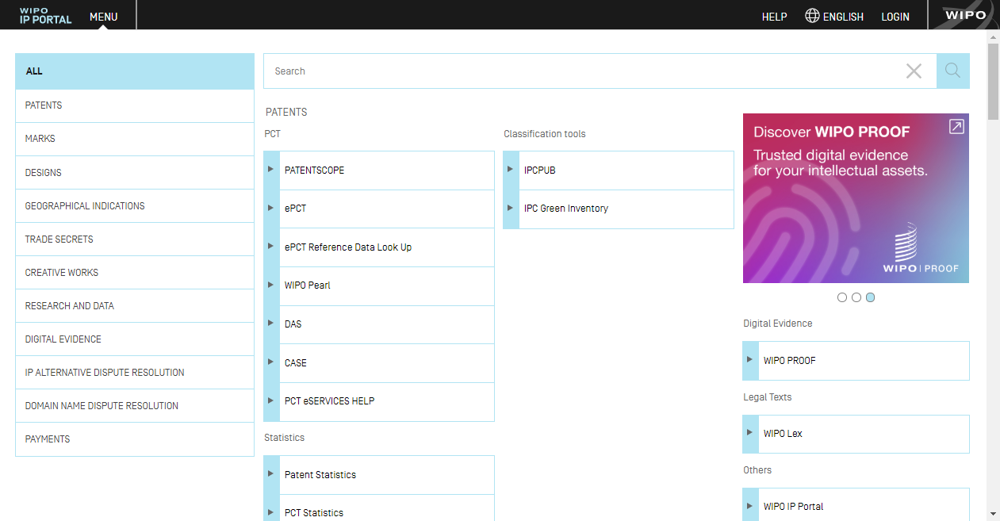 WIPO
IP PORTAL
MENU
HELP
ENGLISH
LOGIN
WIPO
ALL
PATENTS
MARKS
DESIGNS
GEOGRAPHICAL INDICATIONS
TRADE SECRETS
CREATIVE WORKS
RESEARCH AND DATA
DIGITAL EVIDENCE
IP ALTERNATIVE DISPUTE RESOLUTION
DOMAIN NAME DISPUTE RESOLUTION
PAYMENTS
Search
PATENTS
PCT
PATENTSCOPE
ePCT
ePCT Reference Data Look Up
WIPO Pearl
DAS
CASE
PCT eSERVICES HELP
Statistics
Patent Statistics
PCT Statistics
Classification tools
IPCPUB
IPC Green Inventory
Discover WIPO PROOF
Trusted digital evidence
for your intellectual assets.
WIPO | PROOF
Digital Evidence
WIPO PROOF
Legal Texts
WIPO Lex
Others
WIPO IP Portal